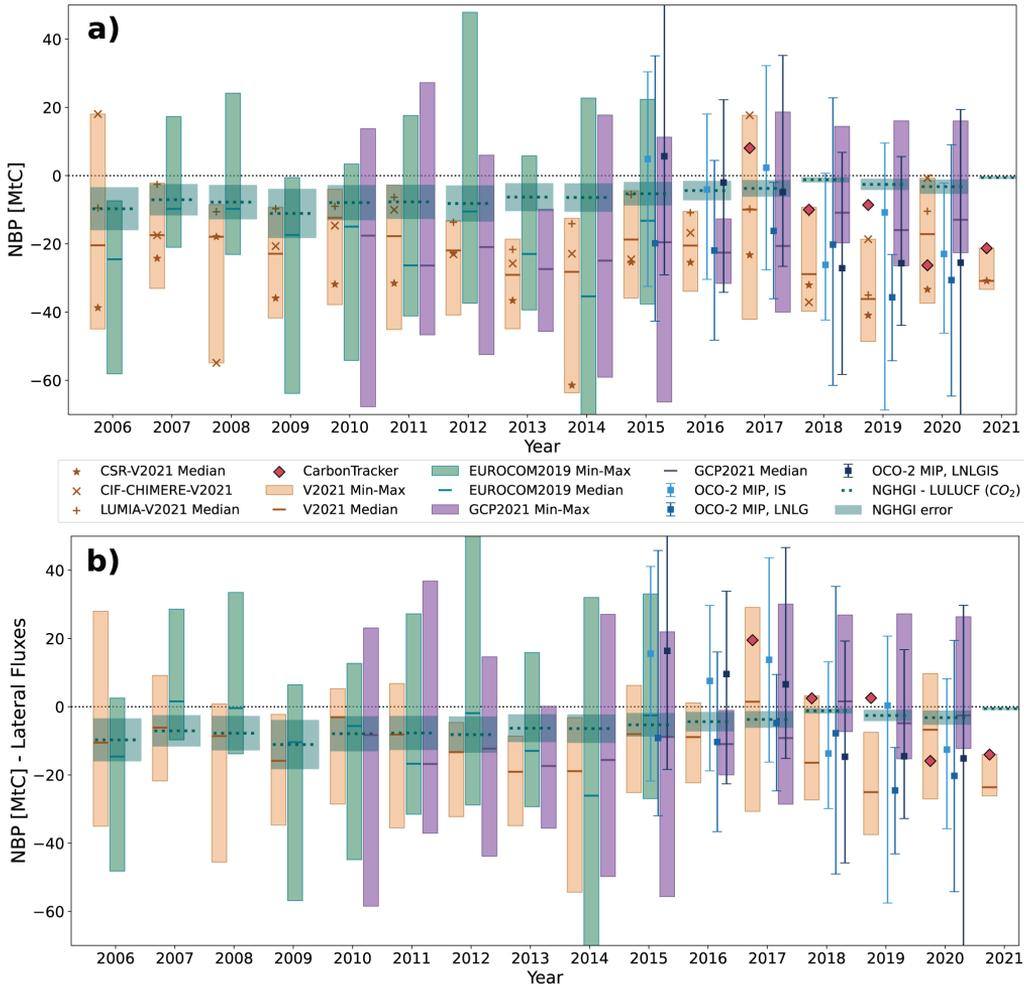 a)
40
20
0
−20
−40
−60
NBP [MtC]
2006 2007 2008 2009 2010 2011 2012 2013 2014 2015 2016 2017 2018 2019 2020 2021
Year
CSR-V2021 Median CarbonTracker EUROCOM2019 Min-Max GCP2021 Median OCO-2 MIP, LNLGIS
CIF-CHIMERE-V2021 V2021 Min-Max EUROCOM2019 Median OCO-2 MIP, IS NGHGI - LULUCF (CO₂)
LUMIA-V2021 Median V2021 Median GCP2021 Min-Max OCO-2 MIP, LNLG NGHGI error
b)
40
20
0
−20
−40
−60
NBP [MtC] - Lateral Fluxes
2006 2007 2008 2009 2010 2011 2012 2013 2014 2015 2016 2017 2018 2019 2020 2021
Year